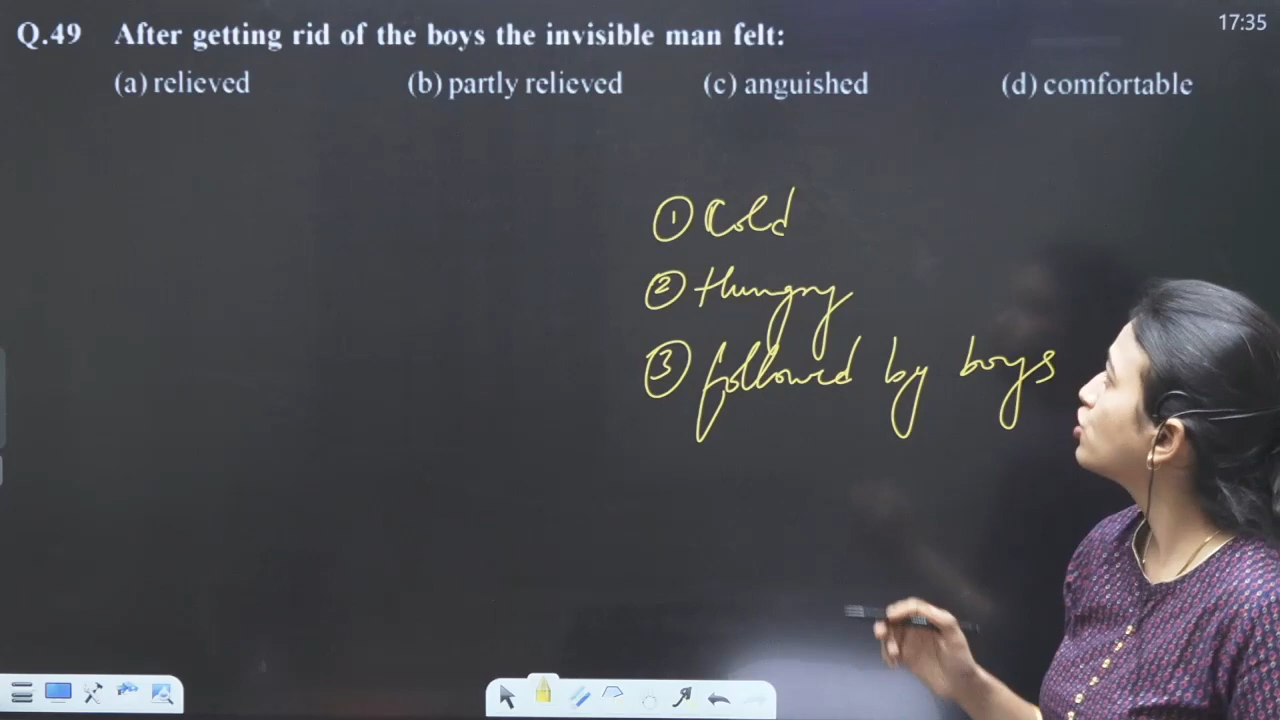 17:35
Q.49 After getting rid of the boys the invisible man felt:
(a) relieved (b) partly relieved (c) anguished (d) comfortable
① Cold
② Hungry
③ followed by boys